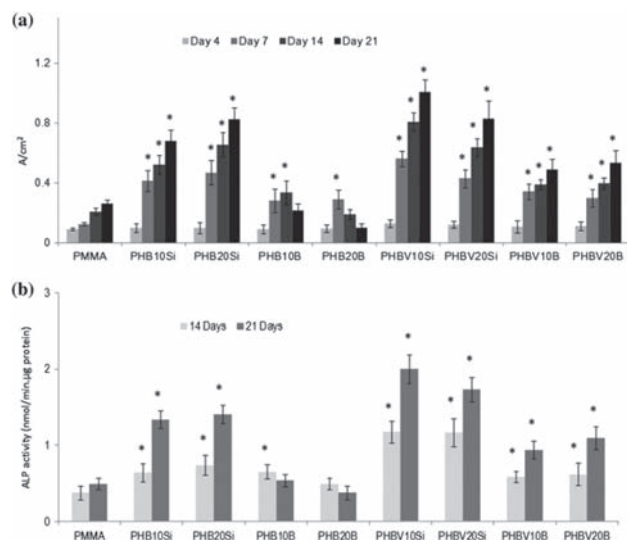 (a)
Day 4 Day 7 Day 14 Day 21
1.2
0.8
0.4
0
A/cm²
* * * * * * * * * * * * * * * * * * * * *
PMMA PHB10Si PHB20Si PHB10B PHB20B PHBV10Si PHBV20Si PHBV10B PHBV20B
(b)
3
2
1
0
ALP activity (nmol/min.µg protein)
14 Days 21 Days
* * * * * * * * * * * * *
PMMA PHB10Si PHB20Si PHB10B PHB20B PHBV10Si PHBV20Si PHBV10B PHBV20B